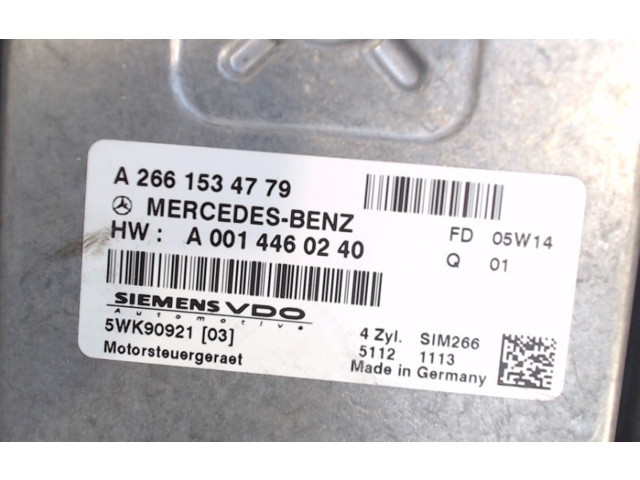 A 266 153 47 79
MERCEDES-BENZ
HW : A 001 446 02 40
FD 05W14
Q 01
SIEMENS VDO
Automotive
5WK90921 [03]
Motorsteuergeraet
4 Zyl. SIM266
5112 1113
Made in Germany